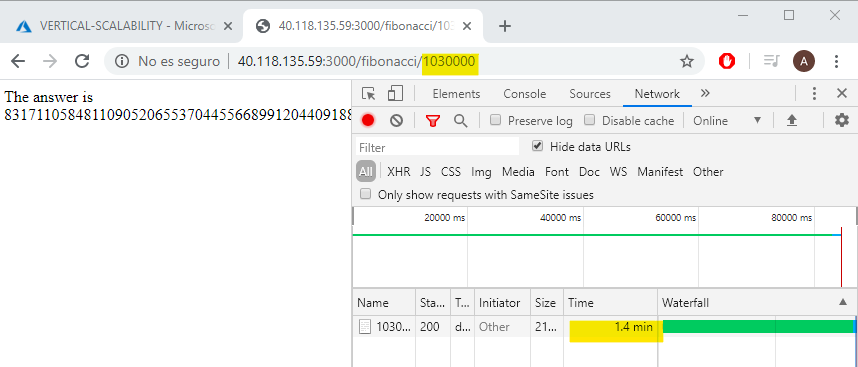 VERTICAL-SCALABILITY - Microso
40.118.135.59:3000/fibonacci/10
No es seguro | 40.118.135.59:3000/fibonacci/1030000
A
The answer is
Elements Console Sources Network
Preserve log Disable cache Online
Filter Hide data URLs
All XHR JS CSS Img Media Font Doc WS Manifest Other
Only show requests with SameSite issues
20000 ms 40000 ms 60000 ms 80000 ms
Name Sta... T... Initiator Size Time Waterfall
1030... 200 d... Other 21... 1.4 min